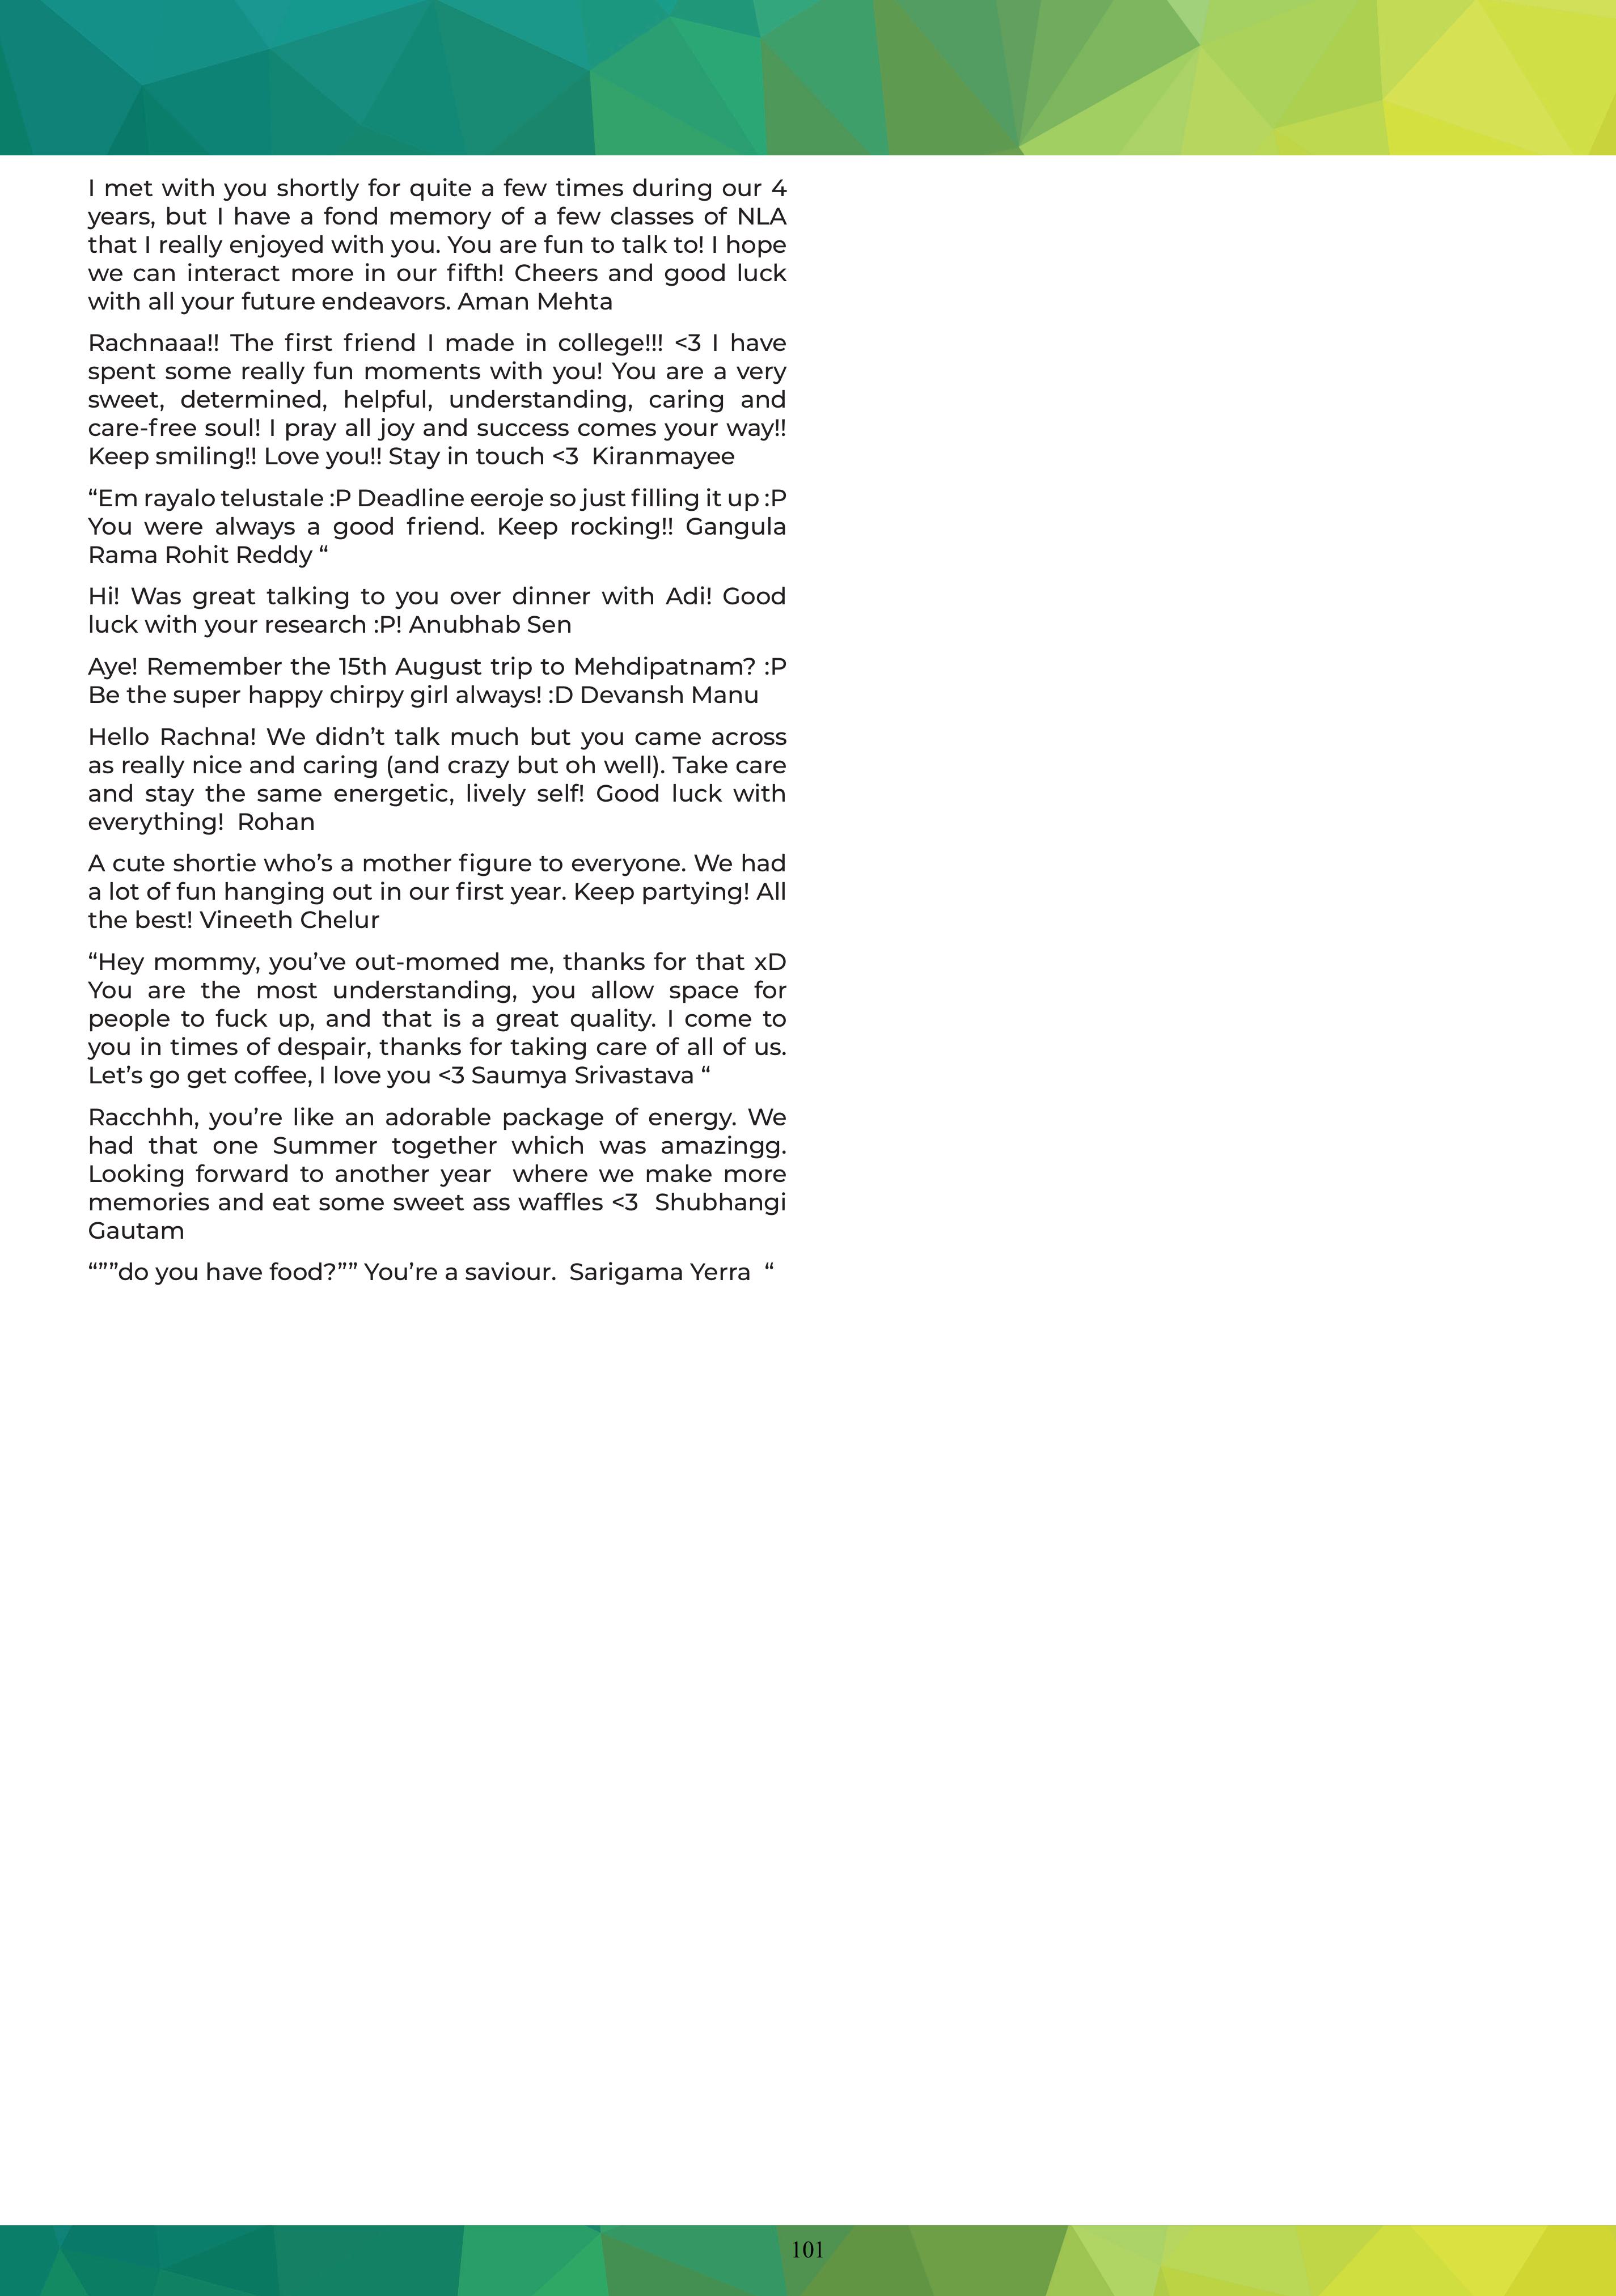 I met with you shortly for quite a few times during our 4
years, but I have a fond memory of a few classes of NLA
that I really enjoyed with you. You are fun to talk to! I hope
we can interact more in our fifth! Cheers and good luck
with all your future endeavors. Aman Mehta
Rachnaaa!! The first friend I made in college!!! <3 I have
spent some really fun moments with you! You are a very
sweet, determined, helpful, understanding, caring and
care-free soul! I pray all joy and success comes your way!!
Keep smiling!! Love you!! Stay in touch <3  Kiranmayee
“Em rayalo telustale :P Deadline eeroje so just filling it up :P
You were always a good friend. Keep rocking!! Gangula
Rama Rohit Reddy “
Hi! Was great talking to you over dinner with Adi! Good
luck with your research :P! Anubhab Sen
Aye! Remember the 15th August trip to Mehdipatnam? :P
Be the super happy chirpy girl always! :D Devansh Manu
Hello Rachna! We didn’t talk much but you came across
as really nice and caring (and crazy but oh well). Take care
and stay the same energetic, lively self! Good luck with
everything!  Rohan
A cute shortie who’s a mother figure to everyone. We had
a lot of fun hanging out in our first year. Keep partying! All
the best! Vineeth Chelur
“Hey mommy, you’ve out-momed me, thanks for that xD
You are the most understanding, you allow space for
people to fuck up, and that is a great quality. I come to
you in times of despair, thanks for taking care of all of us.
Let’s go get coffee, I love you <3 Saumya Srivastava “
Racchhh, you’re like an adorable package of energy. We
had that one Summer together which was amazingg.
Looking forward to another year  where we make more
memories and eat some sweet ass waffles <3  Shubhangi
Gautam
“””do you have food?”” You’re a saviour.  Sarigama Yerra  “
101